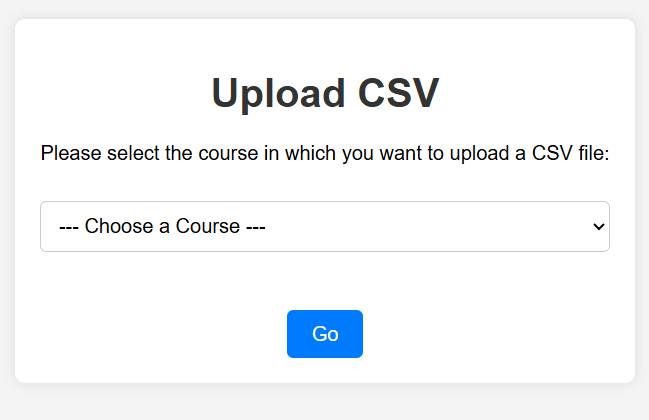 Upload CSV
Please select the course in which you want to upload a CSV file:
--- Choose a Course ---
Go